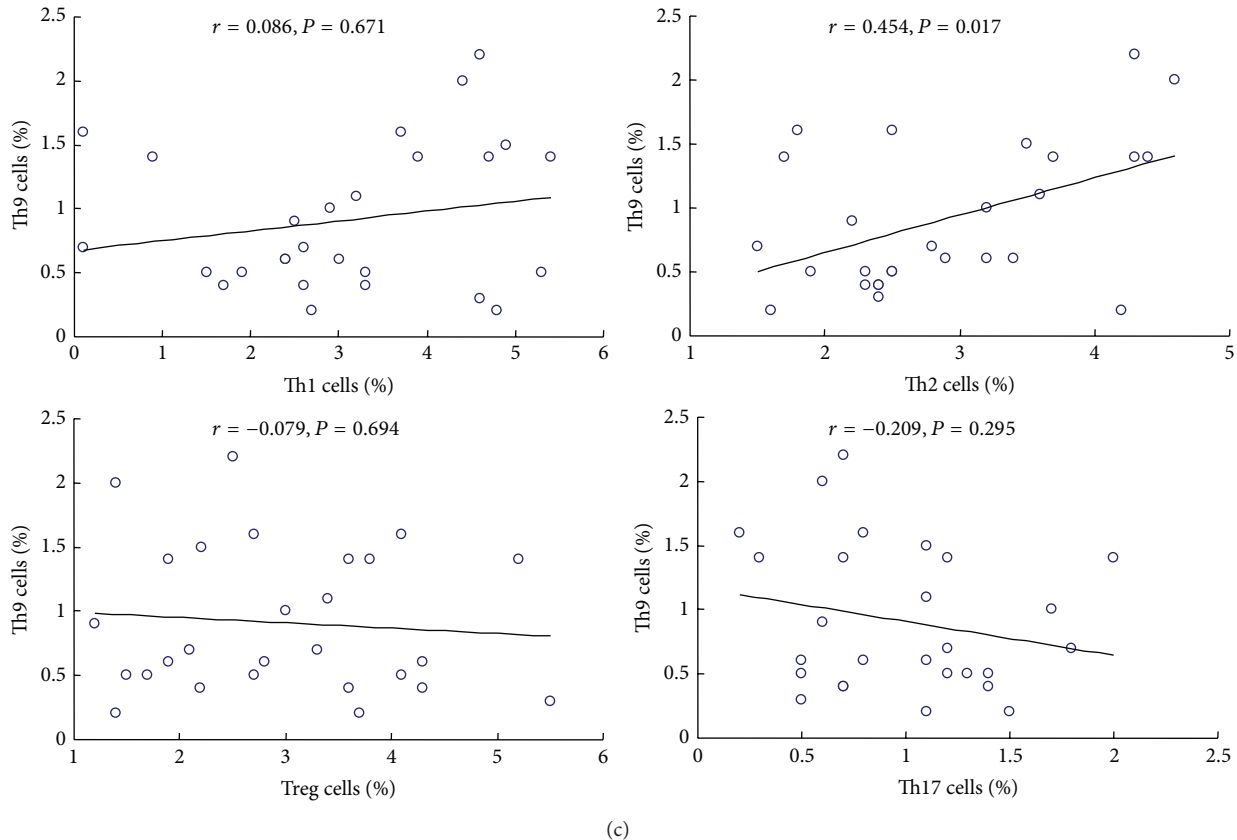 r = 0.086, P = 0.671
2.5
2
1.5
1
0.5
0
Th9 cells (%)
0 1 2 3 4 5 6
Th1 cells (%)
r = 0.454, P = 0.017
2.5
2
1.5
1
0.5
0
Th9 cells (%)
1 2 3 4 5
Th2 cells (%)
r = −0.079, P = 0.694
2.5
2
1.5
1
0.5
0
Th9 cells (%)
1 2 3 4 5 6
Treg cells (%)
r = −0.209, P = 0.295
2.5
2
1.5
1
0.5
0
Th9 cells (%)
0 0.5 1 1.5 2 2.5
Th17 cells (%)
(c)